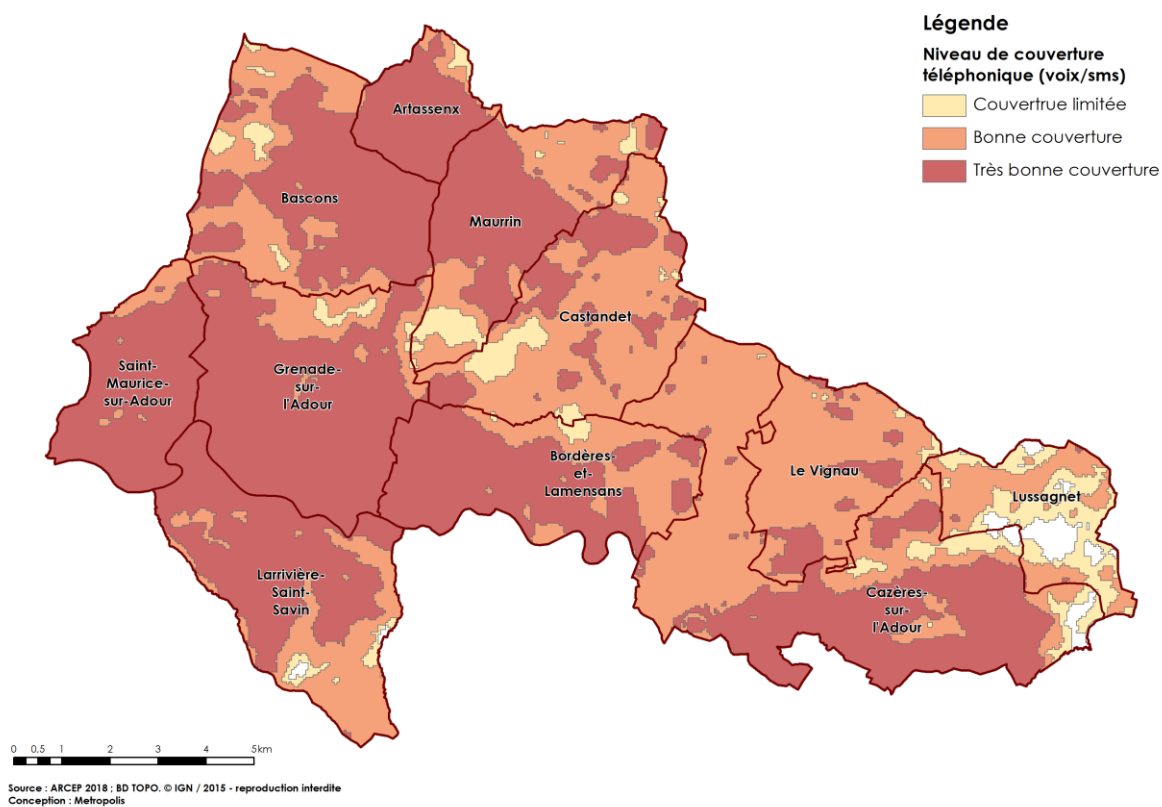 Légende
Niveau de couverture
téléphonique (voix/sms)
Couvertrue limitée
Bonne couverture
Très bonne couverture
Artassenx
Bascons
Maurrin
Castandet
Saint-
Maurice-
sur-Adour
Grenade-
sur-
l'Adour
Bordères-
et-
Lamensans
Le Vignau
Lussagnet
Larrivière-
Saint-
Savin
Cazères-
sur-
l'Adour
0 0,5 1 2 3 4 5km
Source : ARCEP 2018 ; BD TOPO. © IGN / 2015 - reproduction interdite
Conception : Metropolis